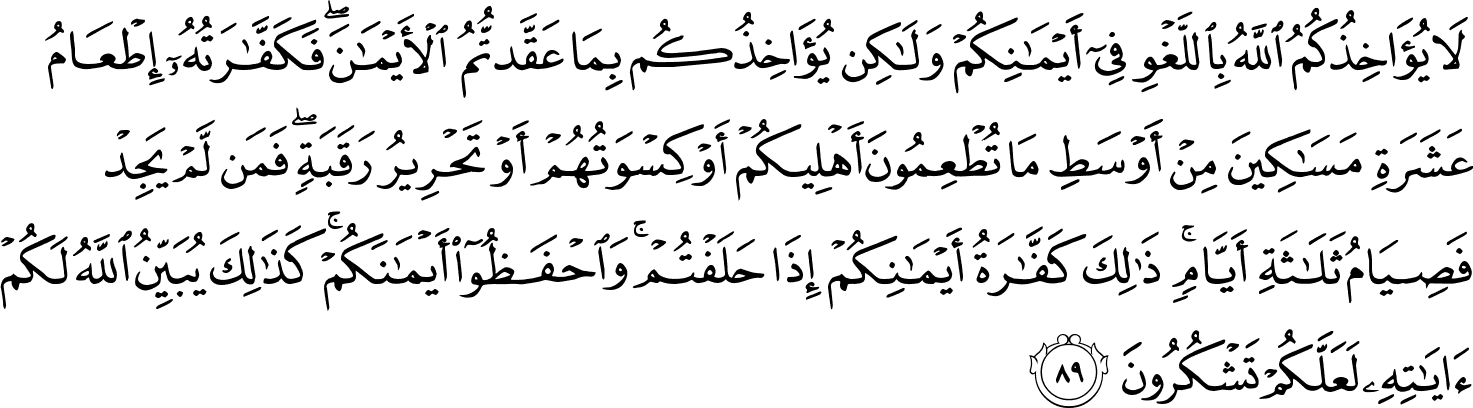 لَا يُؤَاخِذُكُمُ ٱللَّهُ بِٱللَّغْوِ فِىٓ أَيْمَـٰنِكُمْ وَلَـٰكِن يُؤَاخِذُكُم بِمَا عَقَّدتُّمُ ٱلْأَيْمَـٰنَ ۖ فَكَفَّـٰرَتُهُۥٓ إِطْعَامُ
عَشَرَةِ مَسَـٰكِينَ مِنْ أَوْسَطِ مَا تُطْعِمُونَ أَهْلِيكُمْ أَوْ كِسْوَتُهُمْ أَوْ تَحْرِيرُ رَقَبَةٍ ۖ فَمَن لَّمْ يَجِدْ
فَصِيَامُ ثَلَـٰثَةِ أَيَّامٍ ۚ ذَٰلِكَ كَفَّـٰرَةُ أَيْمَـٰنِكُمْ إِذَا حَلَفْتُمْ ۚ وَٱحْفَظُوٓا۟ أَيْمَـٰنَكُمْ ۚ كَذَٰلِكَ يُبَيِّنُ ٱللَّهُ لَكُمْ
ءَايَـٰتِهِۦ لَعَلَّكُمْ تَشْكُرُونَ ٨٩